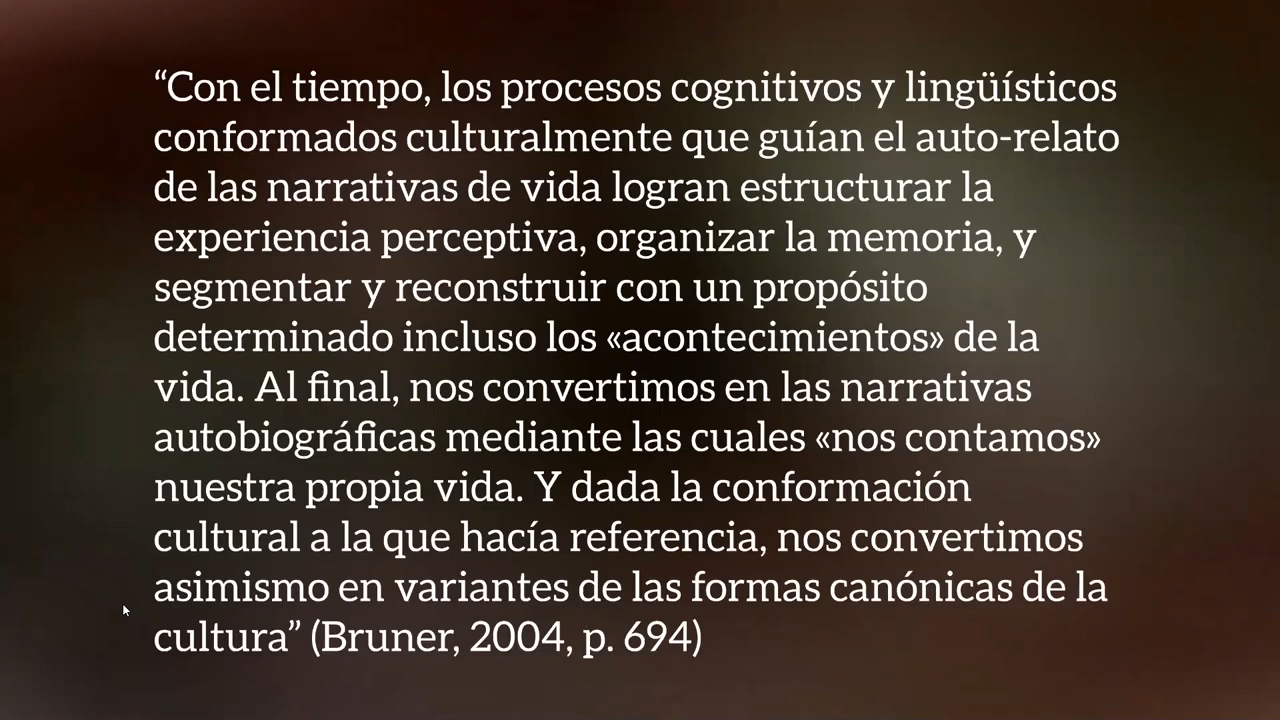 “Con el tiempo, los procesos cognitivos y lingüísticos
conformados culturalmente que guían el auto-relato
de las narrativas de vida logran estructurar la
experiencia perceptiva, organizar la memoria, y
segmentar y reconstruir con un propósito
determinado incluso los «acontecimientos» de la
vida. Al final, nos convertimos en las narrativas
autobiográficas mediante las cuales «nos contamos»
nuestra propia vida. Y dada la conformación
cultural a la que hacía referencia, nos convertimos
asimismo en variantes de las formas canónicas de la
cultura” (Bruner, 2004, p. 694)